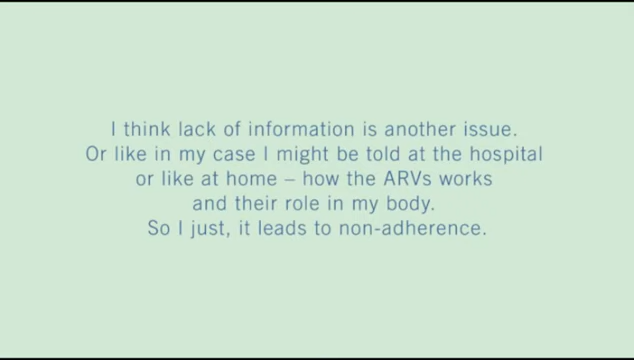 I think lack of information is another issue.
Or like in my case I might be told at the hospital
or like at home – how the ARVs works
and their role in my body.
So I just, it leads to non-adherence.